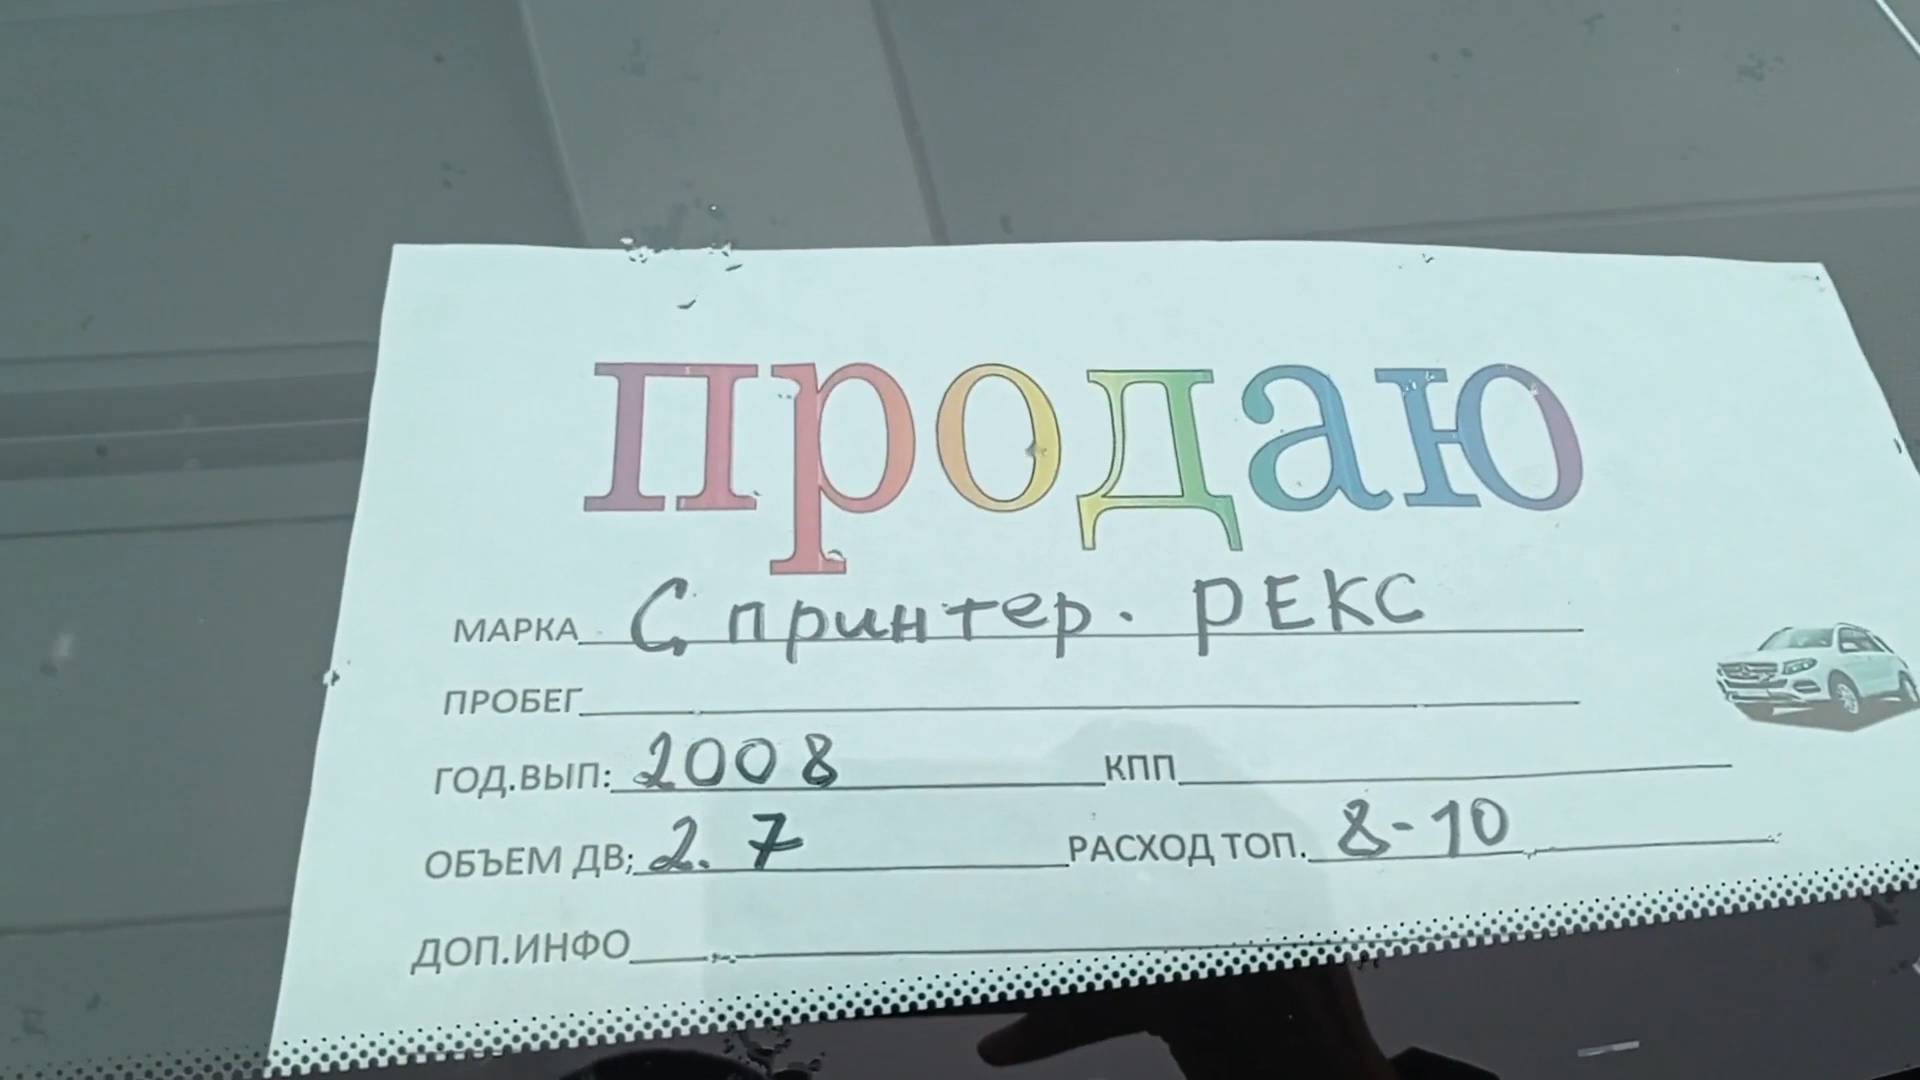 продаю
МАРКА Спринтер. РЕКС
ПРОБЕГ
ГОД.ВЫП: 2008 КПП
ОБЪЕМ ДВ; 2.7 РАСХОД ТОП. 8-10
ДОП.ИНФО